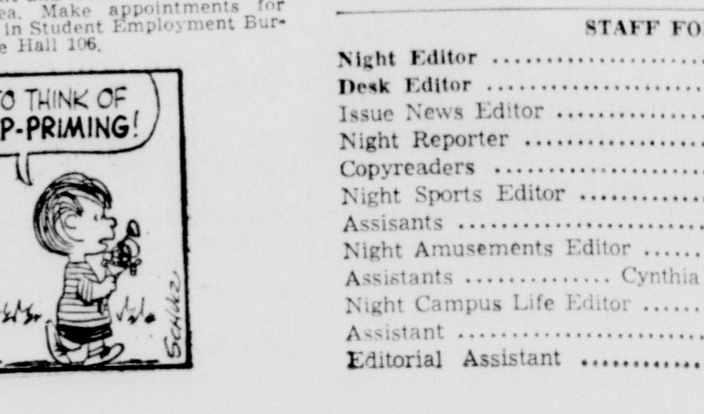 ea. Make appointments for
in Student Employment Bur-
e Hall 106.
TO THINK OF
P-PRIMING!
SCHULZ
STAFF FO
Night Editor ..........................
Desk Editor ..........................
Issue News Editor ..................
Night Reporter ......................
Copyreaders ..........................
Night Sports Editor ...............
Assisants ..............................
Night Amusements Editor ......
Assistants .............. Cynthia
Night Campus Life Editor ......
Assistant ..............................
Editorial Assistant .............